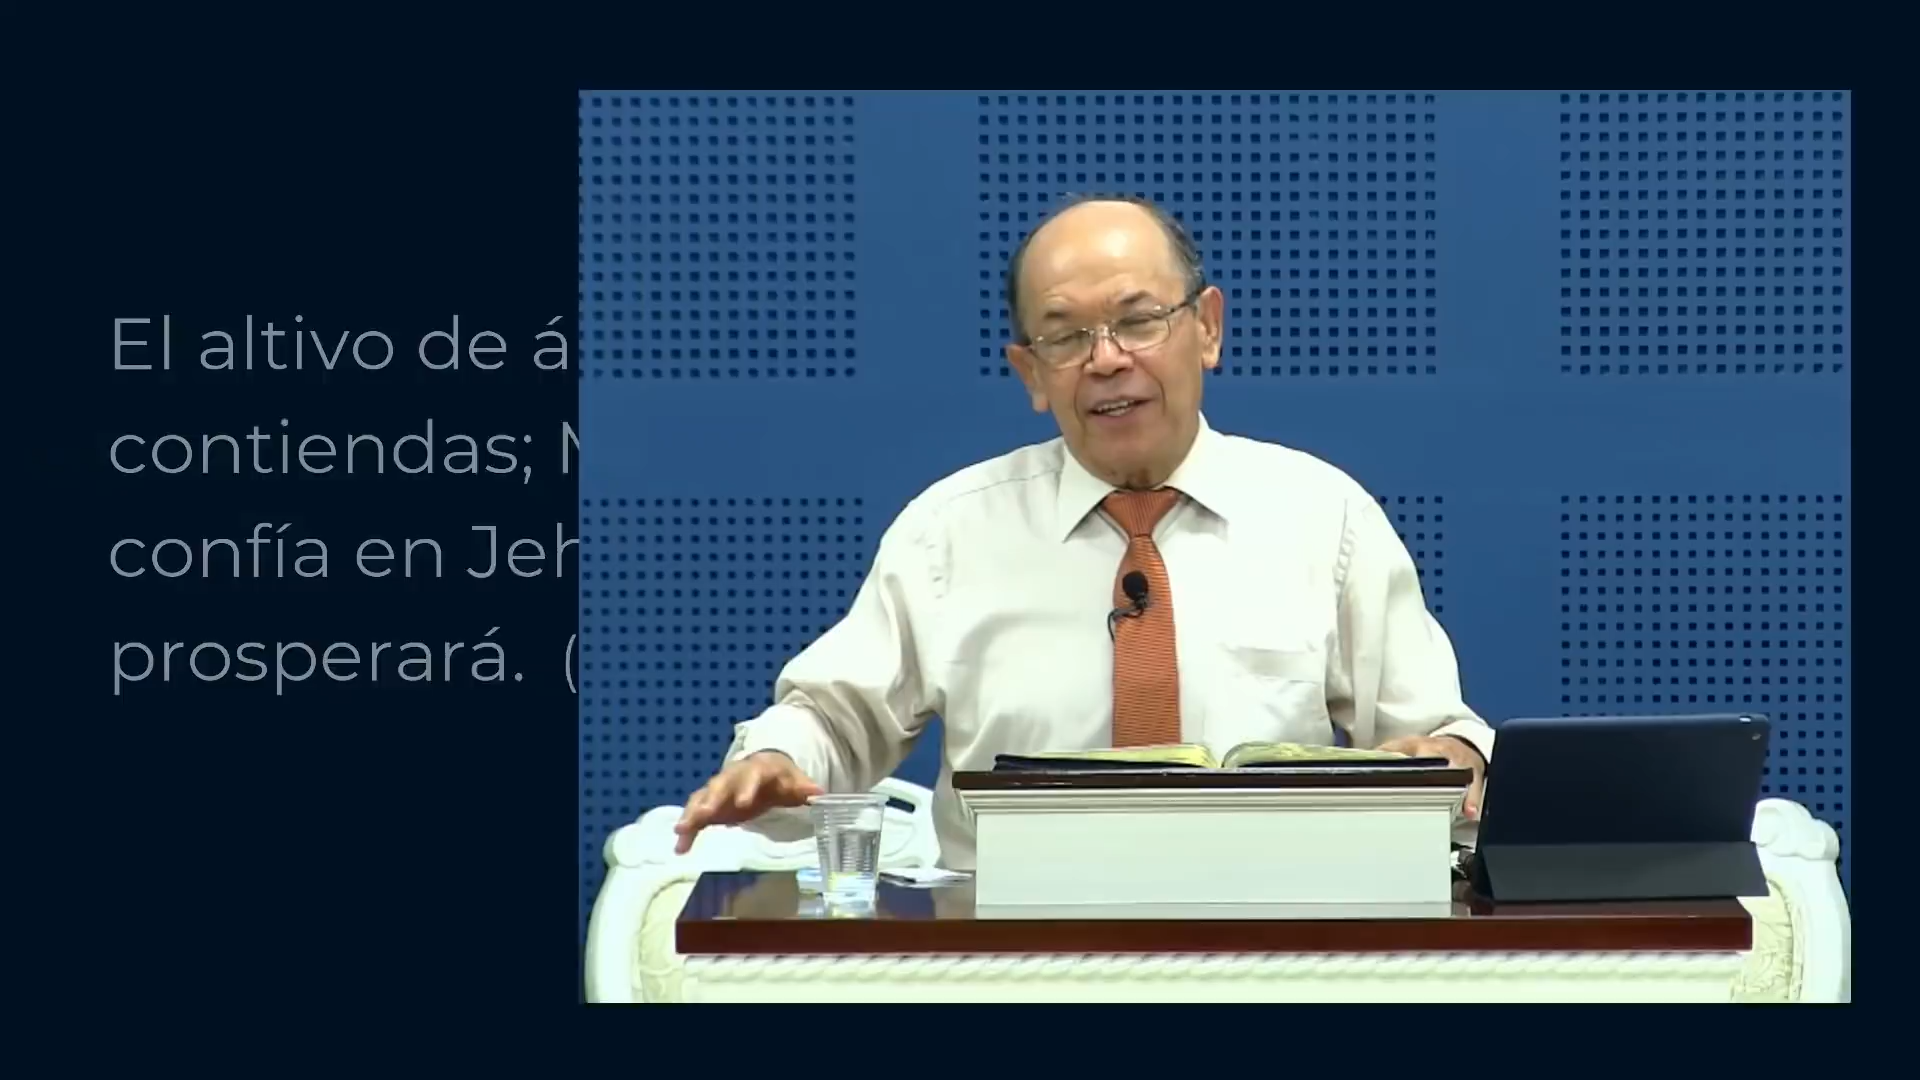 El altivo de á
contiendas;
confía en Jeh
prosperará. (